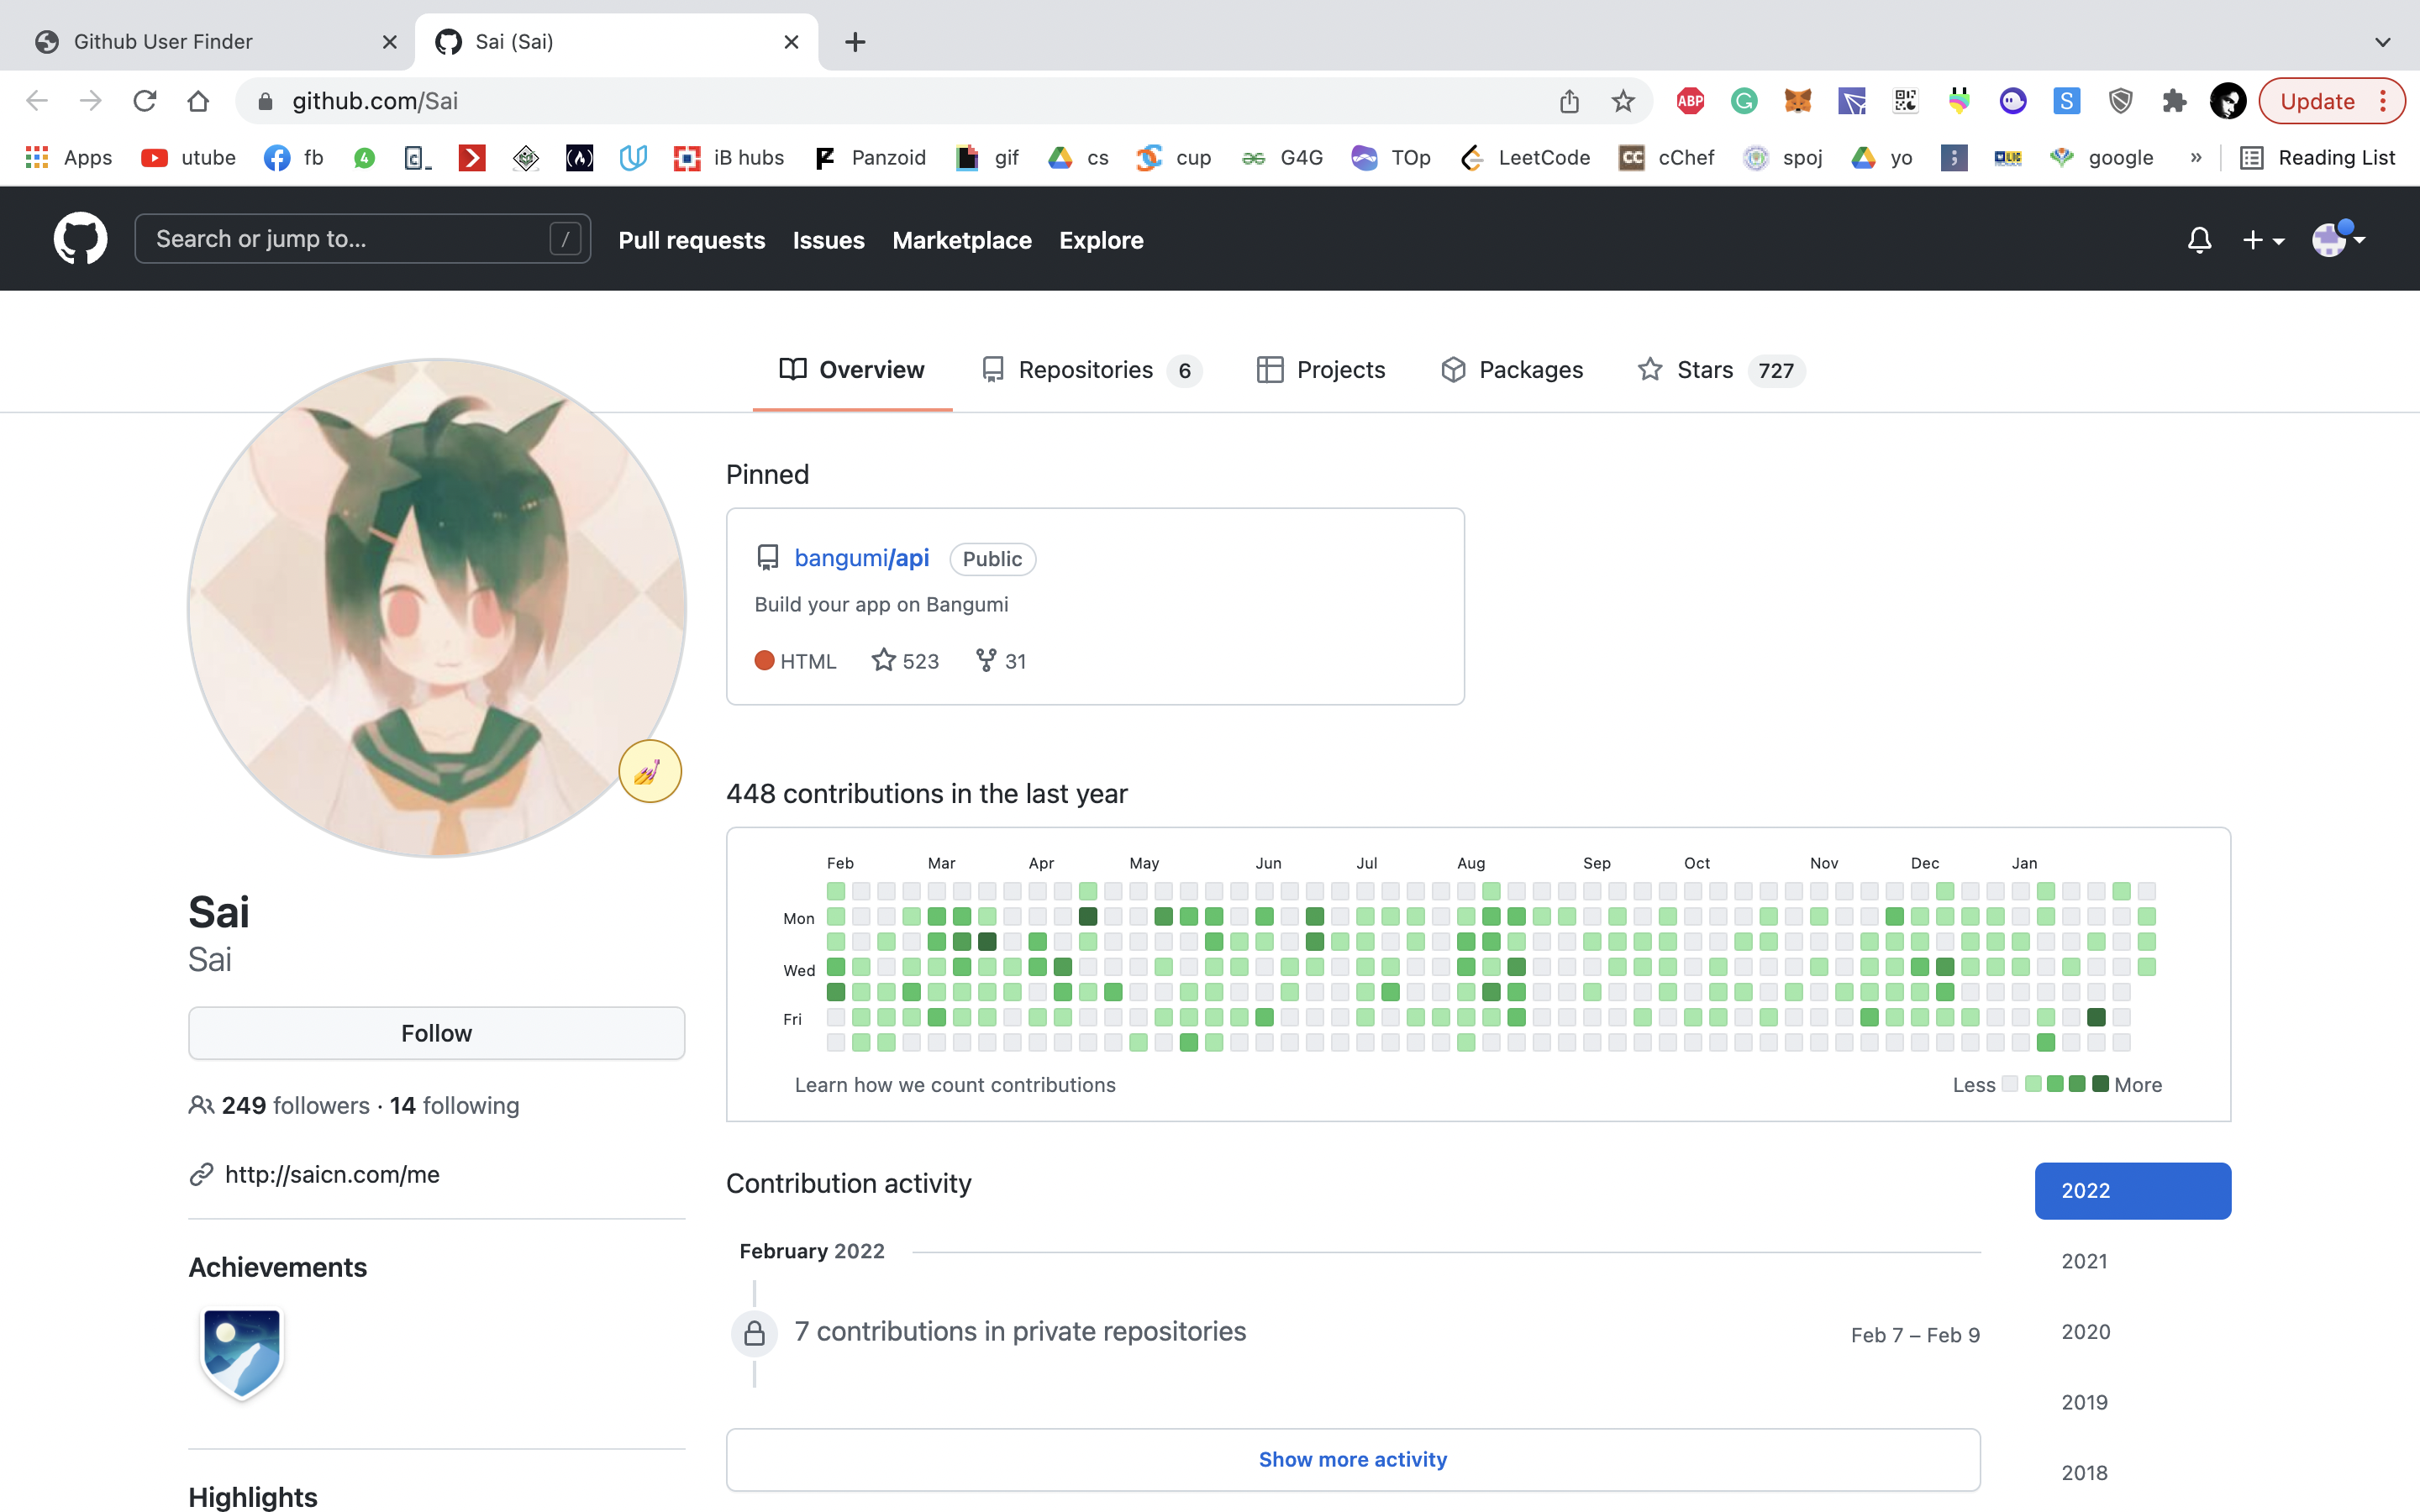 Github User Finder
Sai (Sai)
github.com/Sai
ABP
Update
Apps
utube
fb
4
iB hubs
Panzoid
gif
cs
cup
G4G
TOp
LeetCode
CC
cChef
spoj
yo
google
»
Reading List
Search or jump to...
/
Pull requests
Issues
Marketplace
Explore
Overview
Repositories 6
Projects
Packages
Stars 727
Pinned
bangumi/api Public
Build your app on Bangumi
HTML 523 31
448 contributions in the last year
Feb Mar Apr May Jun Jul Aug Sep Oct Nov Dec Jan
Mon
Wed
Fri
Learn how we count contributions
Less More
Sai
Sai
Follow
249 followers · 14 following
http://saicn.com/me
Achievements
Highlights
Contribution activity
February 2022
7 contributions in private repositories
Feb 7 – Feb 9
Show more activity
2022
2021
2020
2019
2018